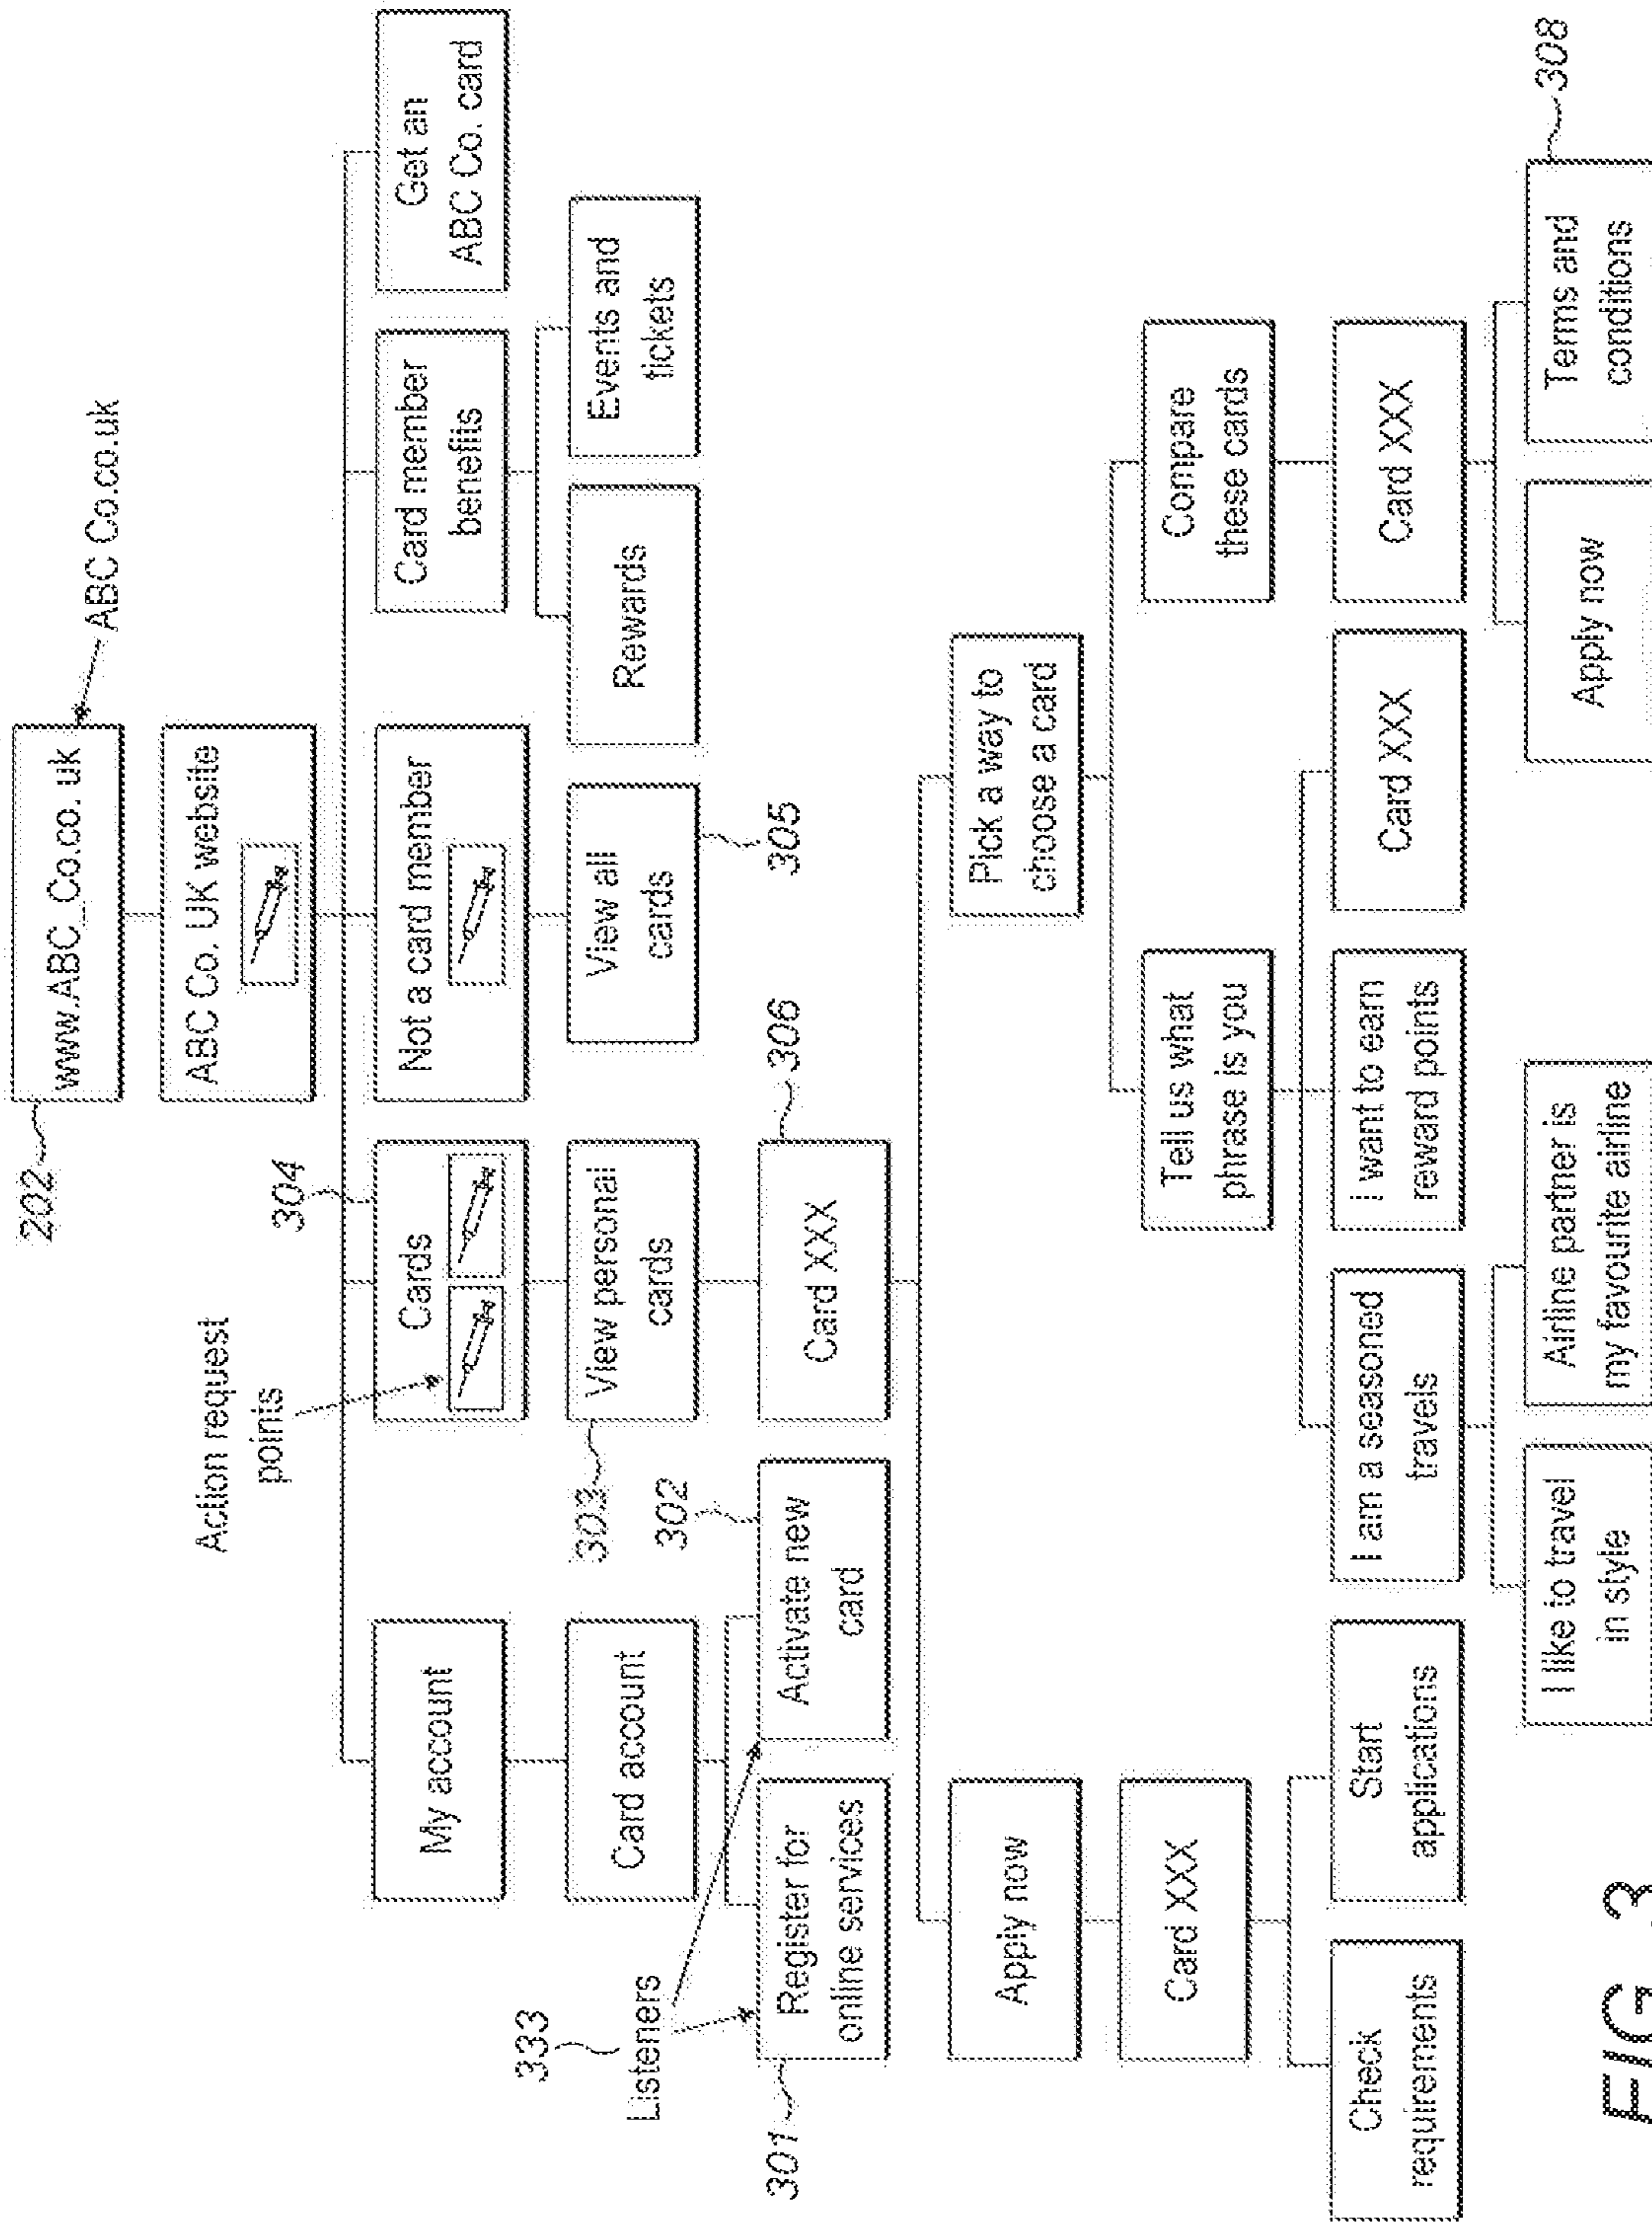 202
www.ABC_Co.co. uk
ABC Co.co.uk
ABC Co. UK website
Action request
points
304
My account
Cards
Not a card member
Card member
benefits
Get an
ABC Co. card
Card account
303
View personal
cards
View all
cards
305
Rewards
Events and
tickets
333
Listeners
301
Register for
online services
302
Activate new
card
306
Card XXX
Apply now
Pick a way to
choose a card
Card XXX
Tell us what
phrase is you
Compare
these cards
Check
requirements
Start
applications
I am a seasoned
travels
i want to earn
reward points
Card XXX
Card XXX
I like to travel
in style
Airline partner is
my favourite airline
Apply now
Terms and
conditions
308
FIG. 3